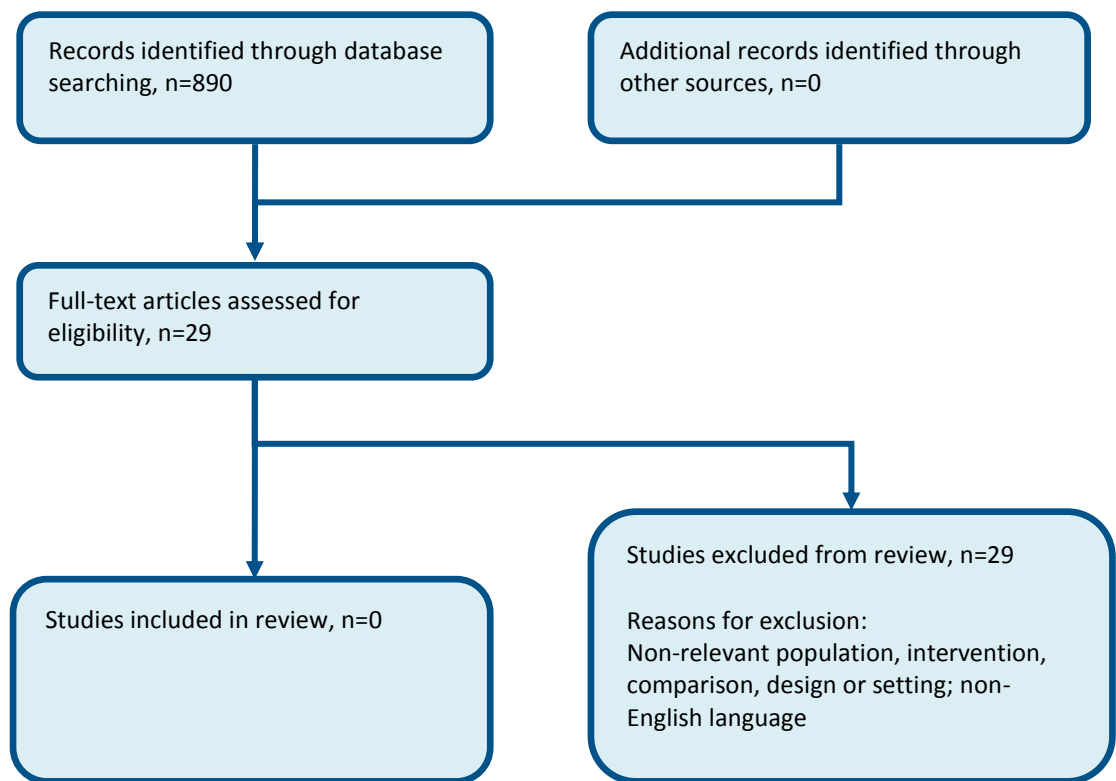 Records identified through database
searching, n=890
Additional records identified through
other sources, n=0
Full-text articles assessed for
eligibility, n=29
Studies included in review, n=0
Studies excluded from review, n=29
Reasons for exclusion:
Non-relevant population, intervention,
comparison, design or setting; non-
English language